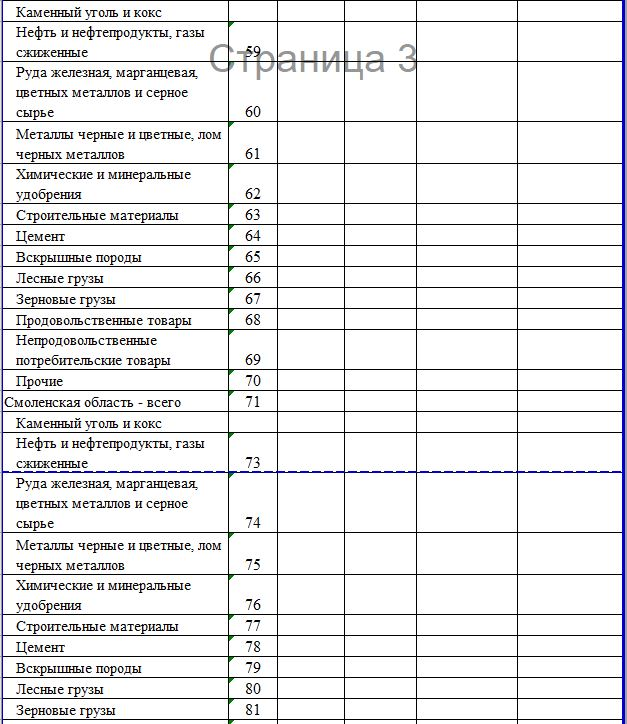 Каменный уголь и кокс
Нефть и нефтепродукты, газы
сжиженные 59
Страница 3
Руда железная, марганцевая,
цветных металлов и серное
сырье 60
Металлы черные и цветные, лом
черных металлов 61
Химические и минеральные
удобрения 62
Строительные материалы 63
Цемент 64
Вскрышные породы 65
Лесные грузы 66
Зерновые грузы 67
Продовольственные товары 68
Непродовольственные
потребительские товары 69
Прочие 70
Смоленская область - всего 71
Каменный уголь и кокс
Нефть и нефтепродукты, газы
сжиженные 73
Руда железная, марганцевая,
цветных металлов и серное
сырье 74
Металлы черные и цветные, лом
черных металлов 75
Химические и минеральные
удобрения 76
Строительные материалы 77
Цемент 78
Вскрышные породы 79
Лесные грузы 80
Зерновые грузы 81